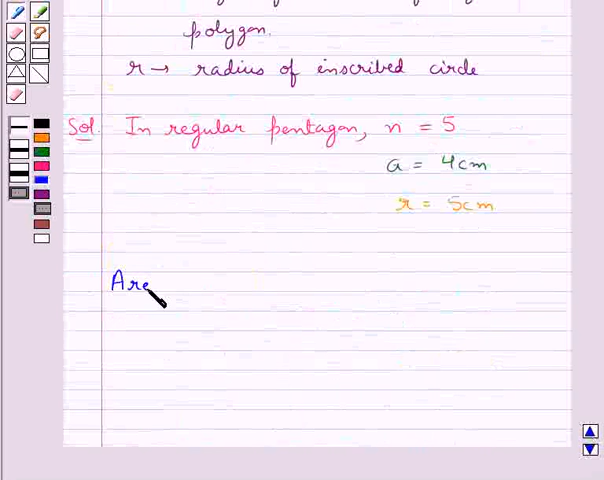 polygon.
r → radius of inscribed circle
Sol. In regular pentagon, n = 5
a = 4cm
r = 5cm
Are